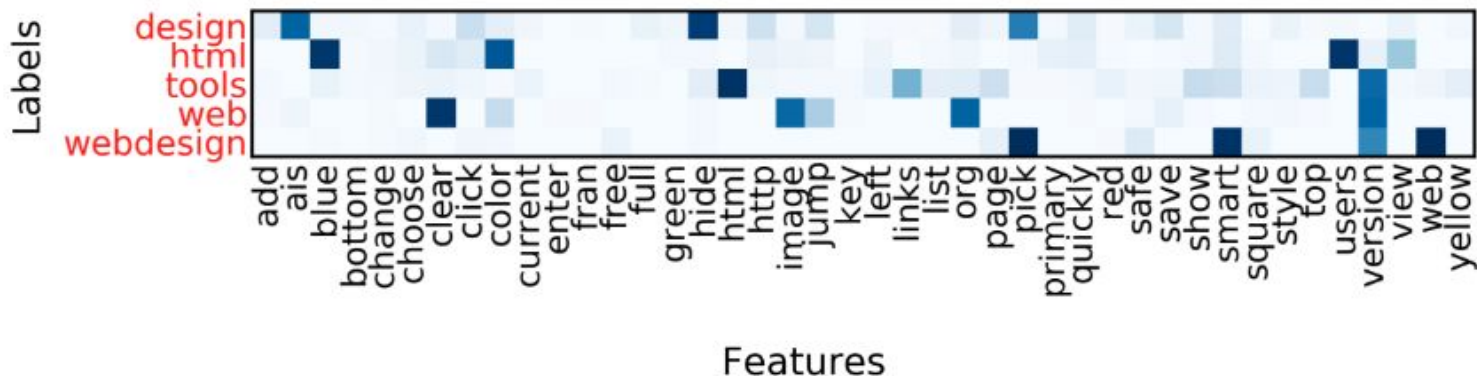 Labels
design
html
tools
web
webdesign
add
ais
blue
bottom
change
choose
clear
click
color
current
enter
fran
free
full
green
hide
html
http
image
jump
key
left
links
list
org
page
pick
primary
quickly
red
safe
save
show
smart
square
style
top
users
version
view
web
yellow
Features